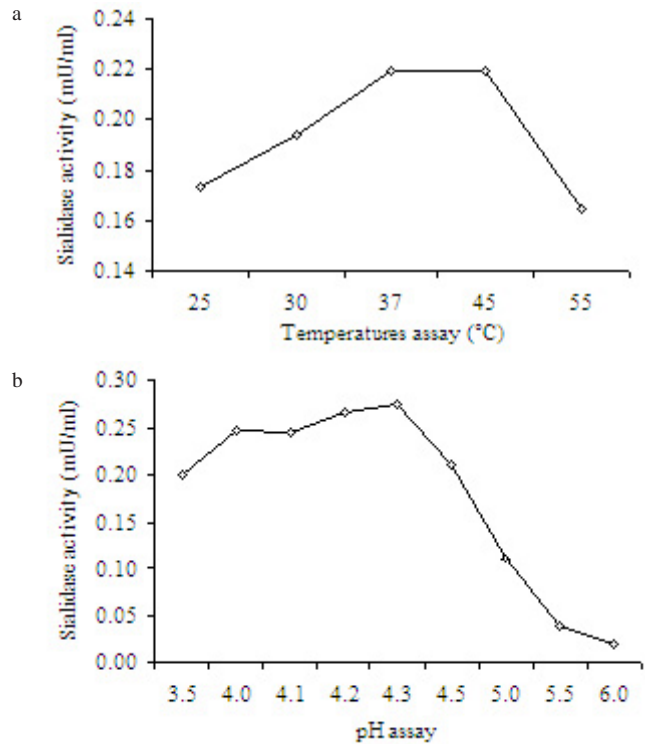 a
Sialidase activity (mU/ml)
0.24
0.22
0.20
0.18
0.16
0.14
25 30 37 45 55
Temperatures assay (°C)
b
Sialidase activity (mU/ml)
0.30
0.25
0.20
0.15
0.10
0.05
0.00
3.5 4.0 4.1 4.2 4.3 4.5 5.0 5.5 6.0
pH assay